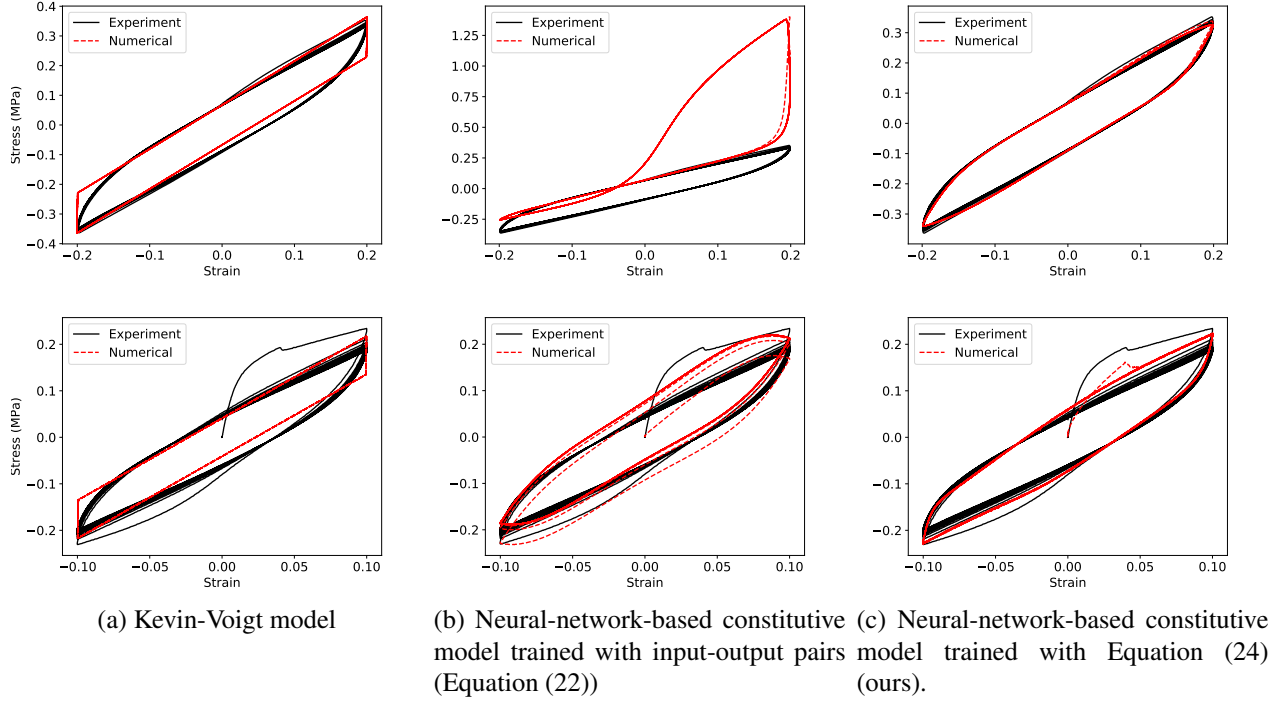 0.4
0.3
0.2
0.1
0.0
−0.1
−0.2
−0.3
−0.4
Stress (MPa)
Experiment
Numerical
−0.2
−0.1
0.0
0.1
0.2
Strain
1.25
1.00
0.75
0.50
0.25
0.00
−0.25
Experiment
Numerical
−0.2
−0.1
0.0
0.1
0.2
Strain
0.3
0.2
0.1
0.0
−0.1
−0.2
−0.3
Experiment
Numerical
−0.2
−0.1
0.0
0.1
0.2
Strain
0.2
0.1
0.0
−0.1
−0.2
Stress (MPa)
Experiment
Numerical
−0.10
−0.05
0.00
0.05
0.10
Strain
0.2
0.1
0.0
−0.1
−0.2
Experiment
Numerical
−0.10
−0.05
0.00
0.05
0.10
Strain
0.2
0.1
0.0
−0.1
−0.2
Experiment
Numerical
−0.10
−0.05
0.00
0.05
0.10
Strain
(a) Kevin-Voigt model
(b) Neural-network-based constitutive
model trained with input-output pairs
(Equation (22))
(c) Neural-network-based constitutive
model trained with Equation (24)
(ours).